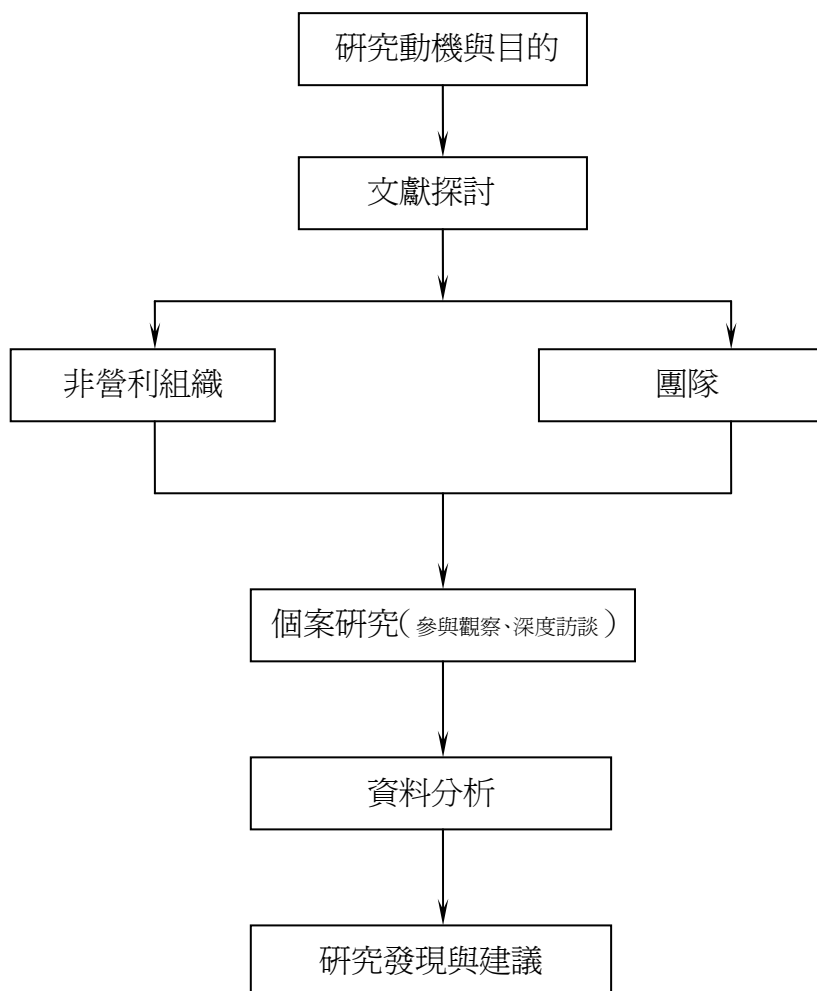 研究動機與目的
文獻探討
非營利組織
團隊
個案研究(參與觀察、深度訪談)
資料分析
研究發現與建議